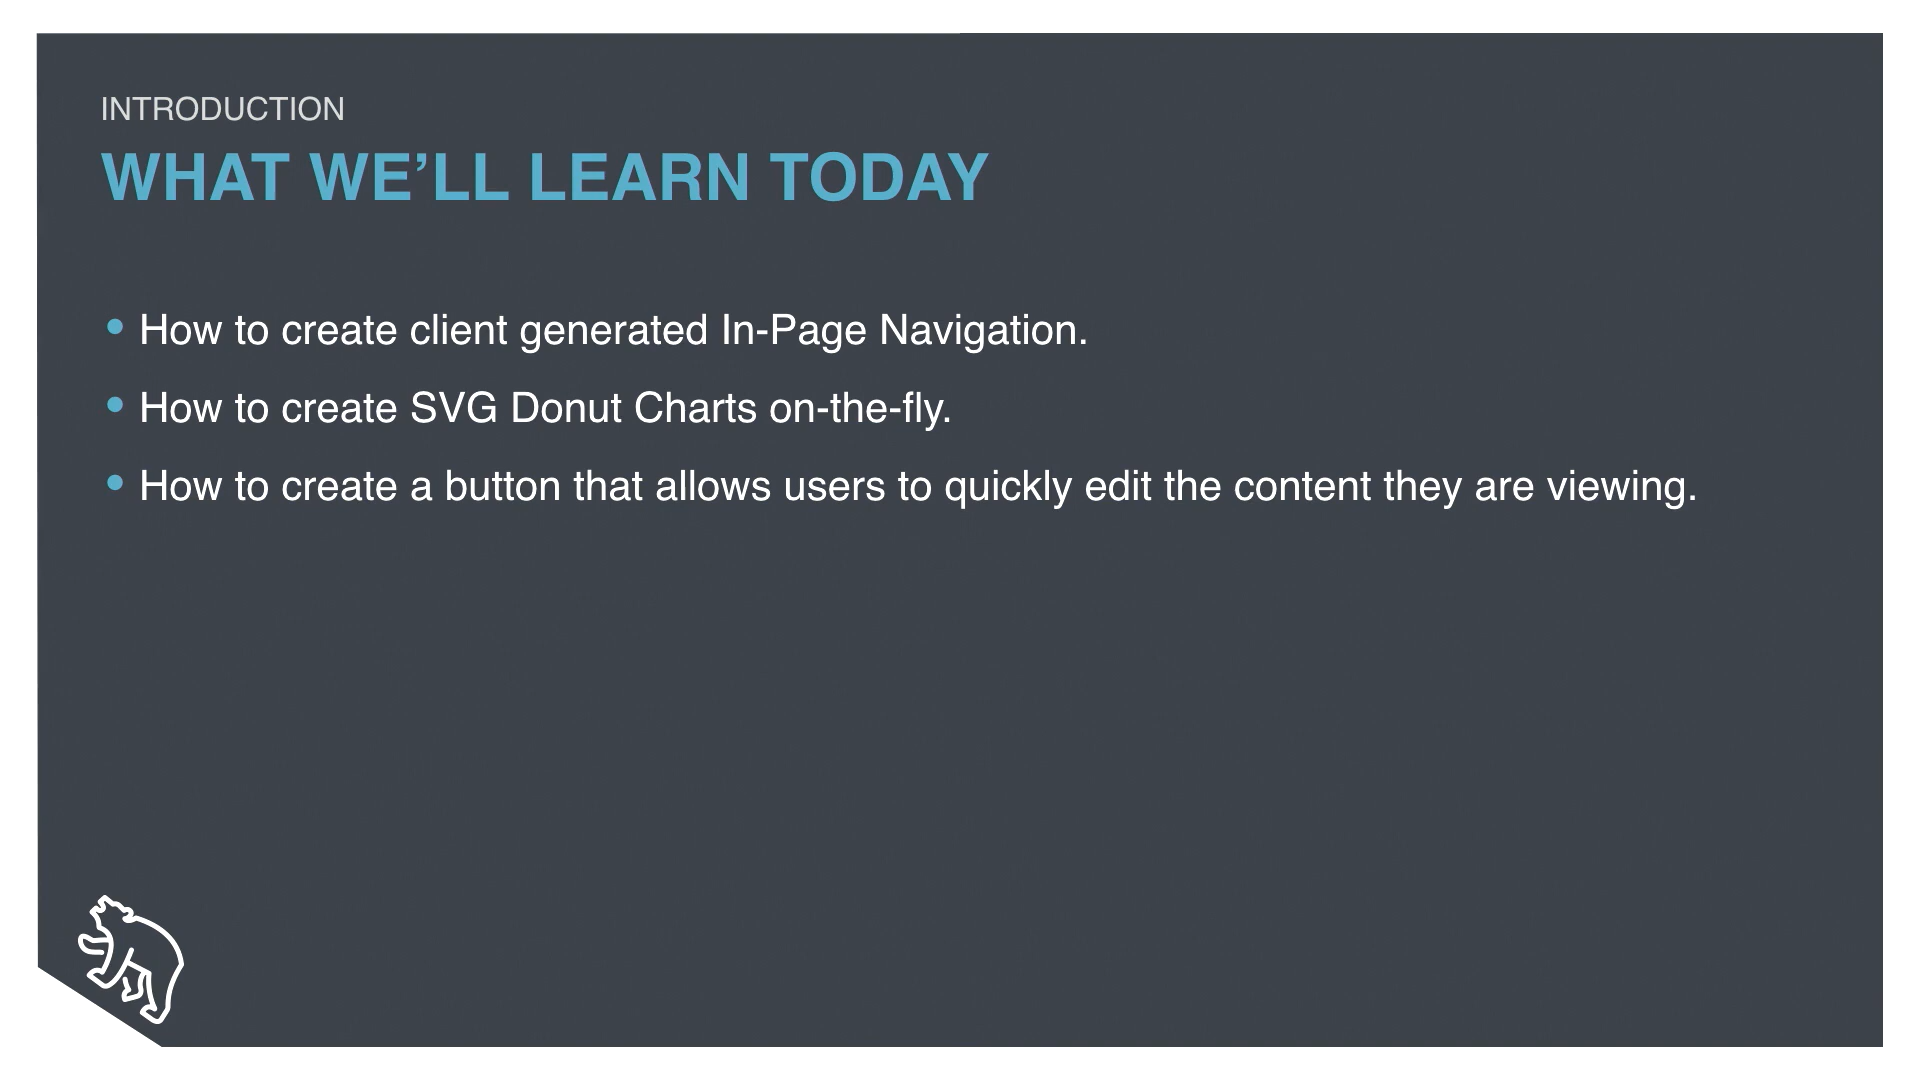 INTRODUCTION
WHAT WE’LL LEARN TODAY
• How to create client generated In-Page Navigation.
• How to create SVG Donut Charts on-the-fly.
• How to create a button that allows users to quickly edit the content they are viewing.